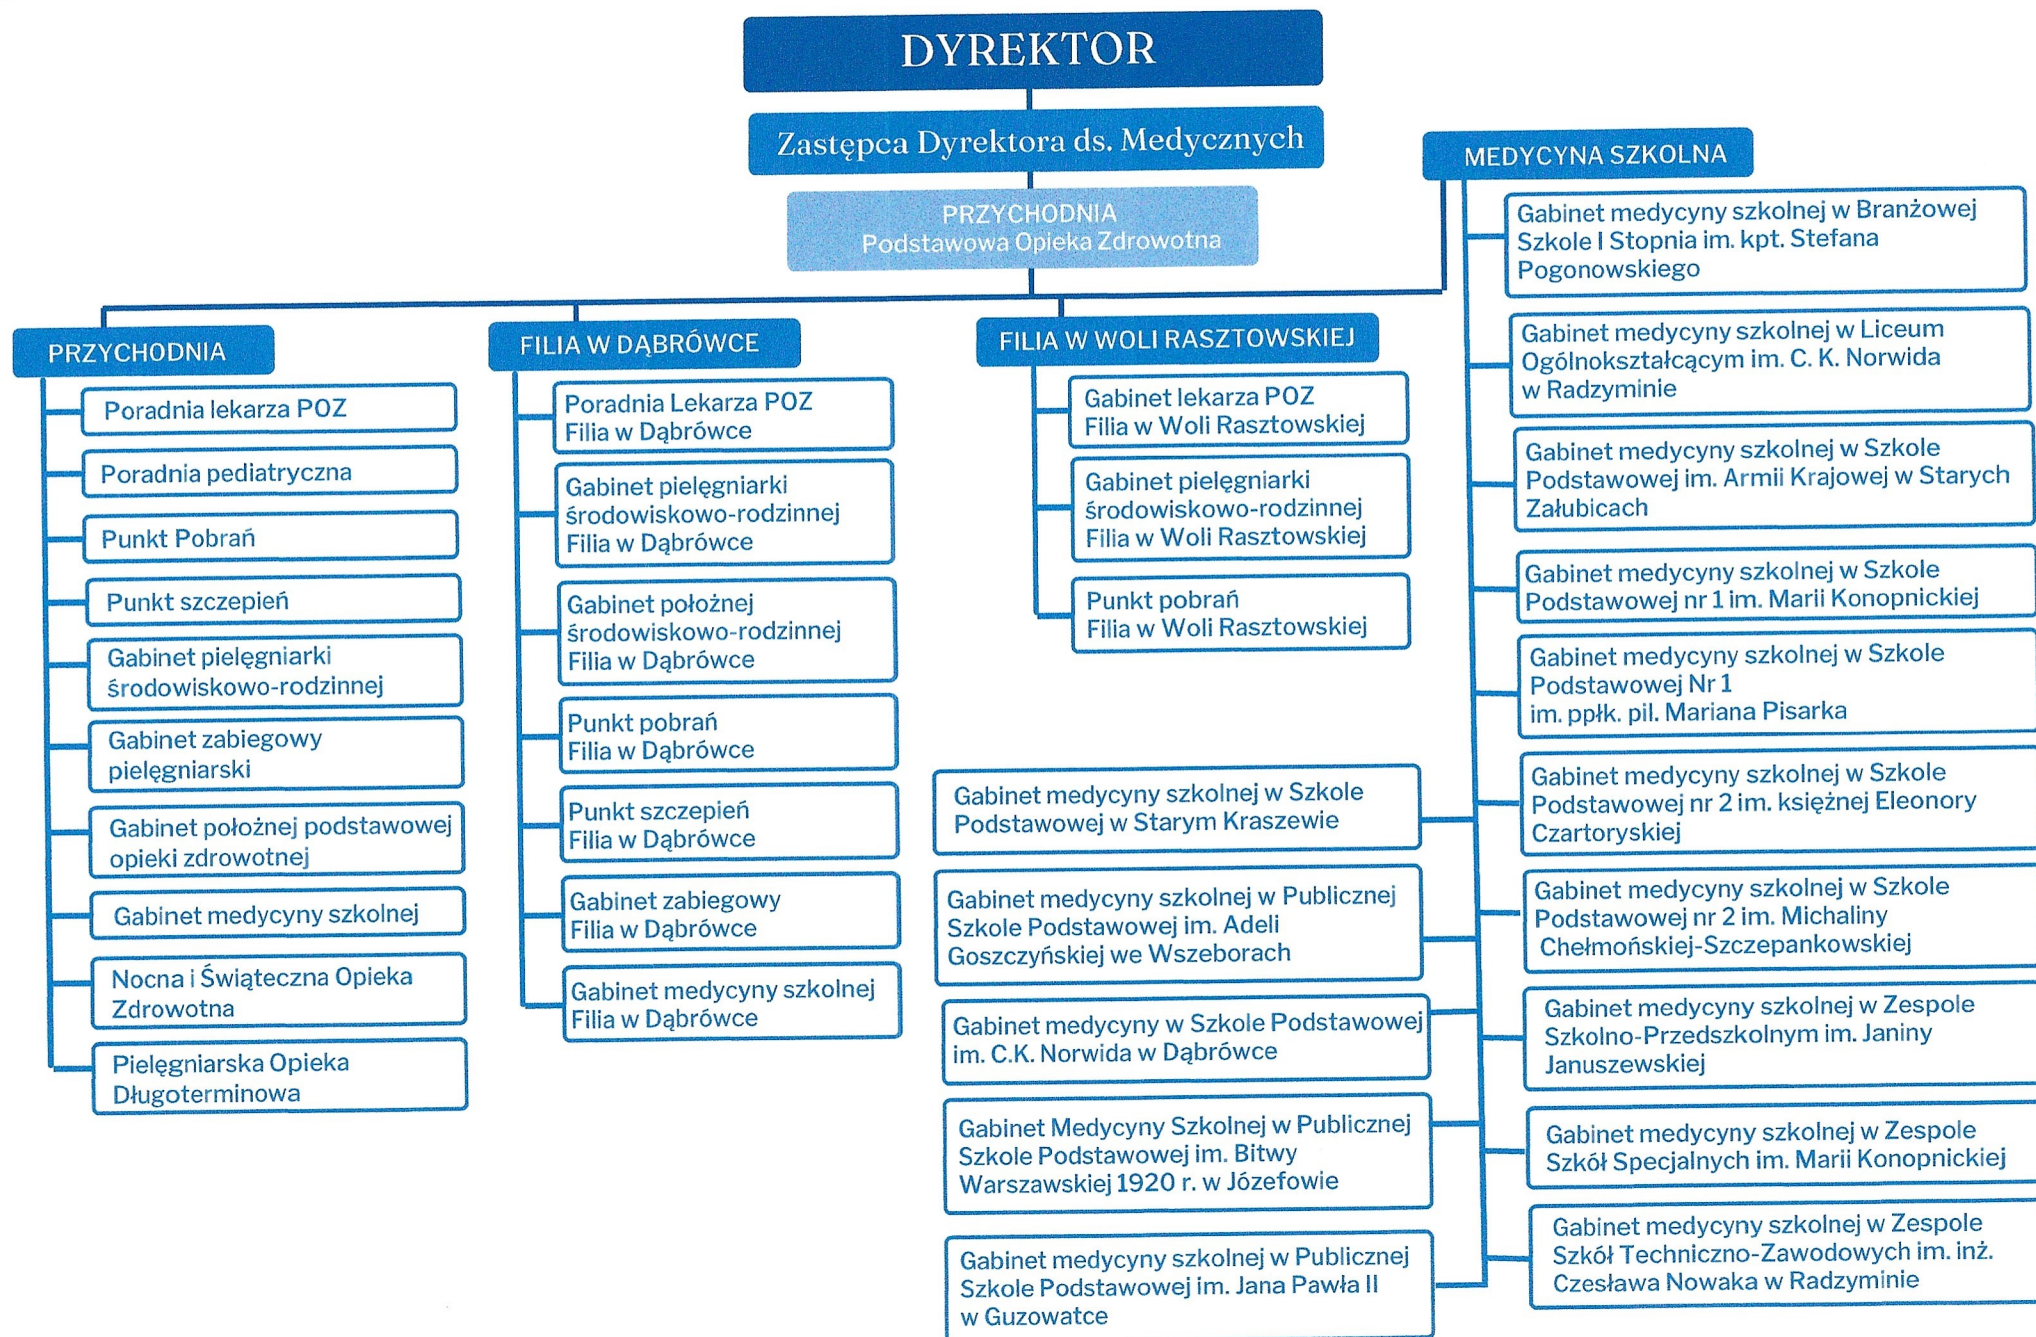 DYREKTOR
Zastępca Dyrektora ds. Medycznych
PRZYCHODNIA
Podstawowa Opieka Zdrowotna
PRZYCHODNIA
Poradnia lekarza POZ
Poradnia pediatryczna
Punkt Pobrań
Punkt szczepień
Gabinet pielęgniarki
środowiskowo-rodzinnej
Gabinet zabiegowy
pielęgniarski
Gabinet położnej podstawowej
opieki zdrowotnej
Gabinet medycyny szkolnej
Nocna i Świąteczna Opieka
Zdrowotna
Pielęgniarska Opieka
Długoterminowa
FILIA W DĄBRÓWCE
Poradnia Lekarza POZ
Filia w Dąbrówce
Gabinet pielęgniarki
środowiskowo-rodzinnej
Filia w Dąbrówce
Gabinet położnej
środowiskowo-rodzinnej
Filia w Dąbrówce
Punkt pobrań
Filia w Dąbrówce
Punkt szczepień
Filia w Dąbrówce
Gabinet zabiegowy
Filia w Dąbrówce
Gabinet medycyny szkolnej
Filia w Dąbrówce
FILIA W WOLI RASZTOWSKIEJ
Gabinet lekarza POZ
Filia w Woli Rasztowskiej
Gabinet pielęgniarki
środowiskowo-rodzinnej
Filia w Woli Rasztowskiej
Punkt pobrań
Filia w Woli Rasztowskiej
MEDYCYNA SZKOLNA
Gabinet medycyny szkolnej w Branżowej
Szkole I Stopnia im. kpt. Stefana
Pogonowskiego
Gabinet medycyny szkolnej w Liceum
Ogólnokształcącym im. C. K. Norwida
w Radzyminie
Gabinet medycyny szkolnej w Szkole
Podstawowej im. Armii Krajowej w Starych
Załubicach
Gabinet medycyny szkolnej w Szkole
Podstawowej nr 1 im. Marii Konopnickiej
Gabinet medycyny szkolnej w Szkole
Podstawowej Nr 1
im. ppłk. pil. Mariana Pisarka
Gabinet medycyny szkolnej w Szkole
Podstawowej nr 2 im. księżnej Eleonory
Czartoryskiej
Gabinet medycyny szkolnej w Szkole
Podstawowej nr 2 im. Michaliny
Chełmońskiej-Szczepankowskiej
Gabinet medycyny szkolnej w Zespole
Szkolno-Przedszkolnym im. Janiny
Januszewskiej
Gabinet medycyny szkolnej w Zespole
Szkół Specjalnych im. Marii Konopnickiej
Gabinet medycyny szkolnej w Zespole
Szkół Techniczno-Zawodowych im. inż.
Czesława Nowaka w Radzyminie
Gabinet medycyny szkolnej w Szkole
Podstawowej w Starym Kraszewie
Gabinet medycyny szkolnej w Publicznej
Szkole Podstawowej im. Adeli
Goszczyńskiej we Wszeborach
Gabinet medycyny w Szkole Podstawowej
im. C.K. Norwida w Dąbrówce
Gabinet Medycyny Szkolnej w Publicznej
Szkole Podstawowej im. Bitwy
Warszawskiej 1920 r. w Józefowie
Gabinet medycyny szkolnej w Publicznej
Szkole Podstawowej im. Jana Pawła II
w Guzowatce